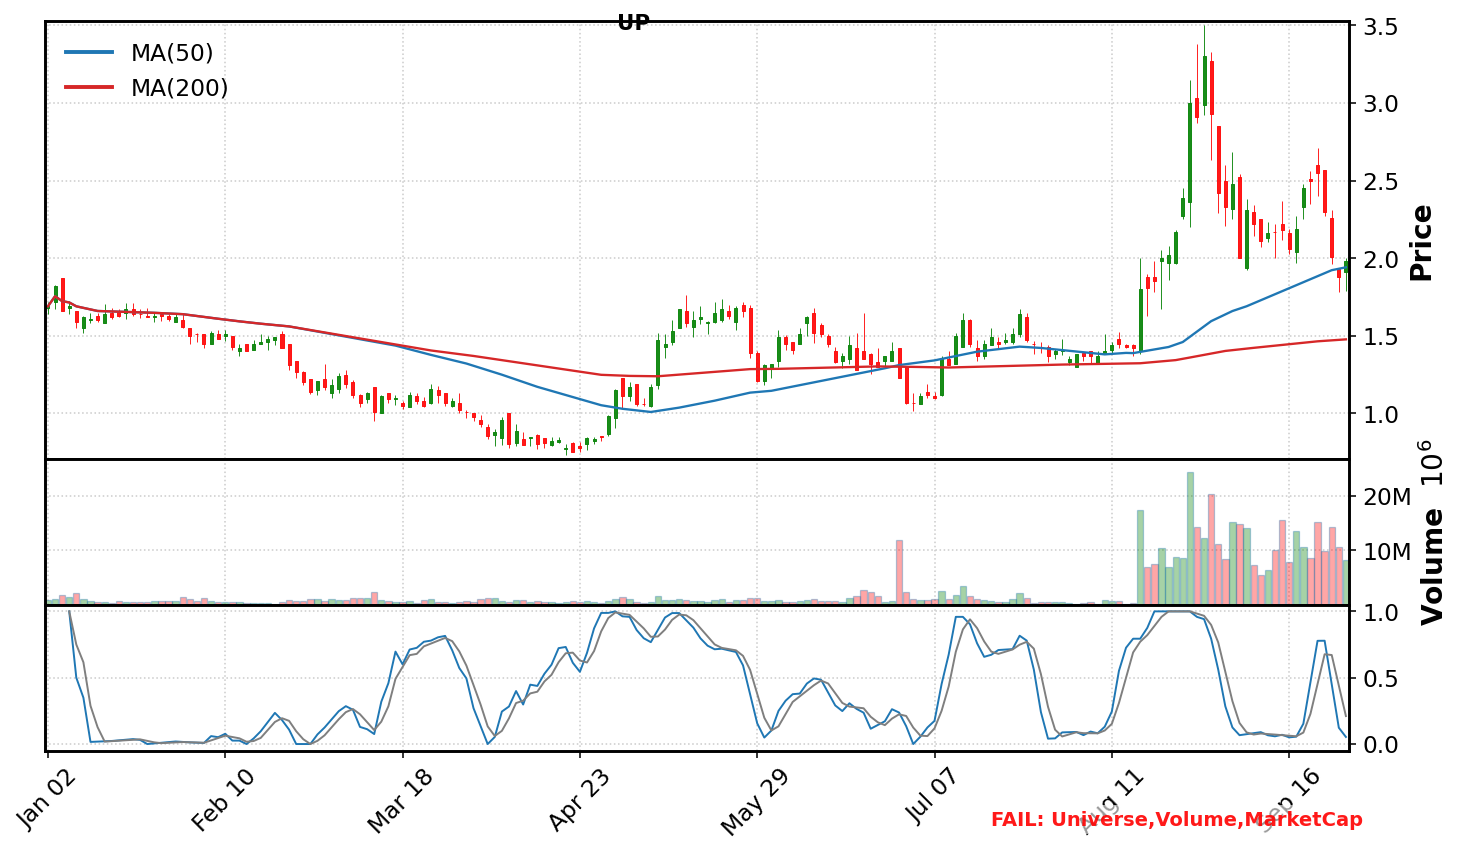 UP
MA(50)
MA(200)
3.5
3.0
2.5
2.0
1.5
1.0
Price
20M
10M
Volume 10^6
1.0
0.5
0.0
Jan 02
Feb 10
Mar 18
Apr 23
May 29
Jul 07
Aug 11
Sep 16
FAIL: Universe,Volume,MarketCap